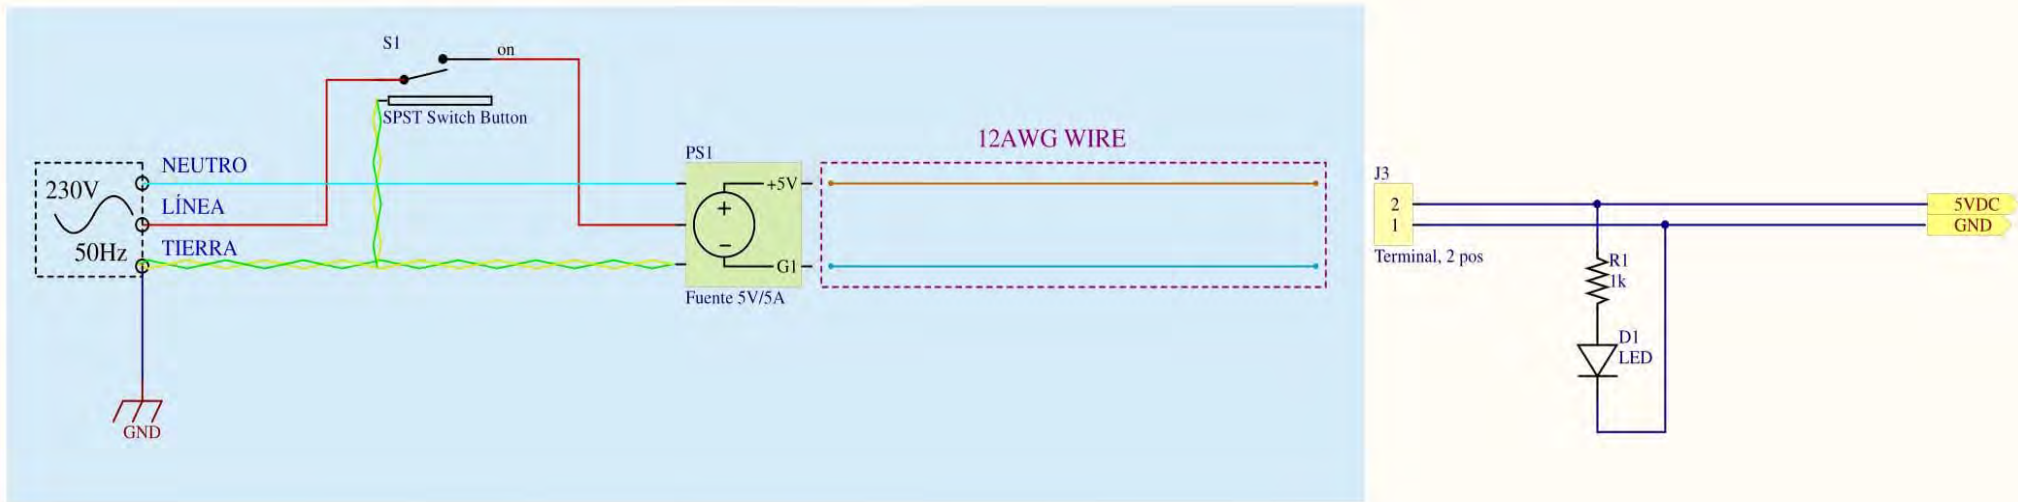 S1
on
SPST Switch Button
12AWG WIRE
230V
50Hz
NEUTRO
LÍNEA
TIERRA
GND
PS1
+5V
+
−
G1
Fuente 5V/5A
J3
2
1
Terminal, 2 pos
5VDC
GND
R1
1k
D1
LED